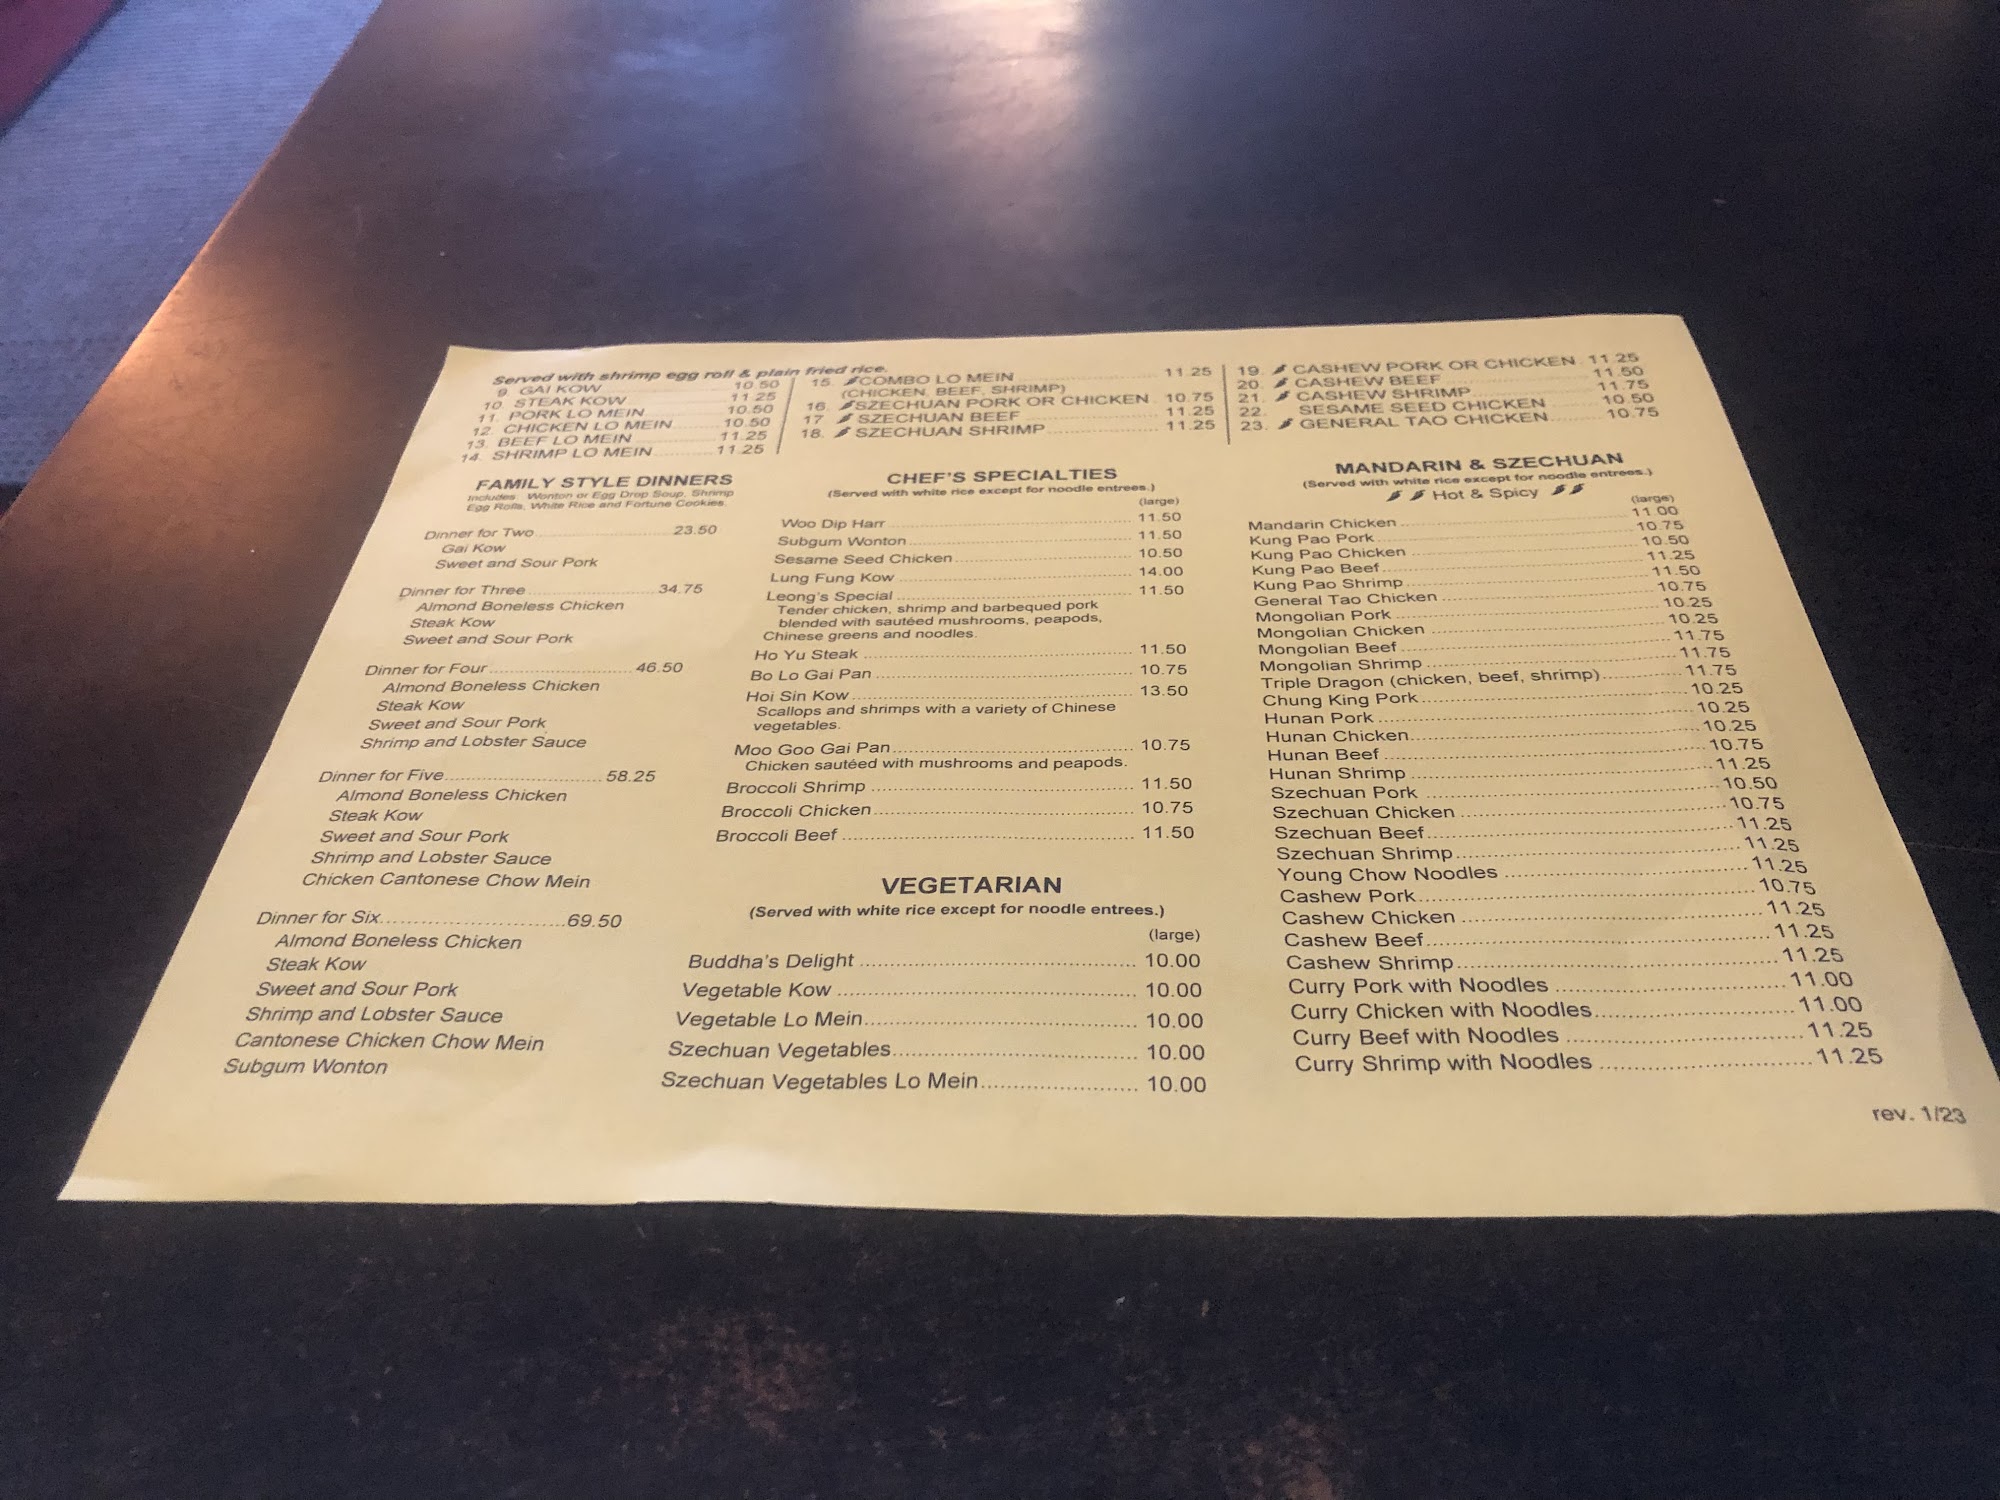 Served with shrimp egg roll & plain fried rice.
9. GAI KOW 10.50
10. STEAK KOW 11.25
11. PORK LO MEIN 10.50
12. CHICKEN LO MEIN 10.50
13. BEEF LO MEIN 11.25
14. SHRIMP LO MEIN 11.25
15. COMBO LO MEIN 11.25
(CHICKEN, BEEF, SHRIMP)
16. SZECHUAN PORK OR CHICKEN 10.75
17 SZECHUAN BEEF 11.25
18. SZECHUAN SHRIMP 11.25
19. CASHEW PORK OR CHICKEN 11.25
20. CASHEW BEEF 11.50
21. CASHEW SHRIMP 11.75
22. SESAME SEED CHICKEN 10.50
23. GENERAL TAO CHICKEN 10.75
FAMILY STYLE DINNERS
Includes Wonton or Egg Drop Soup, Shrimp
Egg Rolls, White Rice and Fortune Cookies.
Dinner for Two 23.50
Gai Kow
Sweet and Sour Pork
Dinner for Three 34.75
Almond Boneless Chicken
Steak Kow
Sweet and Sour Pork
Dinner for Four 46.50
Almond Boneless Chicken
Steak Kow
Sweet and Sour Pork
Shrimp and Lobster Sauce
Dinner for Five 58.25
Almond Boneless Chicken
Steak Kow
Sweet and Sour Pork
Shrimp and Lobster Sauce
Chicken Cantonese Chow Mein
Dinner for Six 69.50
Almond Boneless Chicken
Steak Kow
Sweet and Sour Pork
Shrimp and Lobster Sauce
Cantonese Chicken Chow Mein
Subgum Wonton
CHEF'S SPECIALTIES
(Served with white rice except for noodle entrees.)
(large)
Woo Dip Harr 11.50
Subgum Wonton 11.50
Sesame Seed Chicken 10.50
Lung Fung Kow 14.00
Leong's Special 11.50
Tender chicken, shrimp and barbequed pork
blended with sautéed mushrooms, peapods,
Chinese greens and noodles.
Ho Yu Steak 11.50
Bo Lo Gai Pan 10.75
Hoi Sin Kow 13.50
Scallops and shrimps with a variety of Chinese
vegetables.
Moo Goo Gai Pan 10.75
Chicken sautéed with mushrooms and peapods.
Broccoli Shrimp 11.50
Broccoli Chicken 10.75
Broccoli Beef 11.50
VEGETARIAN
(Served with white rice except for noodle entrees.)
(large)
Buddha's Delight 10.00
Vegetable Kow 10.00
Vegetable Lo Mein 10.00
Szechuan Vegetables 10.00
Szechuan Vegetables Lo Mein 10.00
MANDARIN & SZECHUAN
(Served with white rice except for noodle entrees.)
Hot & Spicy
(large)
Mandarin Chicken 11.00
Kung Pao Pork 10.75
Kung Pao Chicken 10.50
Kung Pao Beef 11.25
Kung Pao Shrimp 11.50
General Tao Chicken 10.75
Mongolian Pork 10.25
Mongolian Chicken 10.25
Mongolian Beef 11.75
Mongolian Shrimp 11.75
Triple Dragon (chicken, beef, shrimp) 11.75
Chung King Pork 10.25
Hunan Pork 10.25
Hunan Chicken 10.25
Hunan Beef 10.75
Hunan Shrimp 11.25
Szechuan Pork 10.50
Szechuan Chicken 10.75
Szechuan Beef 11.25
Szechuan Shrimp 11.25
Young Chow Noodles 11.25
Cashew Pork 10.75
Cashew Chicken 11.25
Cashew Beef 11.25
Cashew Shrimp 11.25
Curry Pork with Noodles 11.00
Curry Chicken with Noodles 11.00
Curry Beef with Noodles 11.25
Curry Shrimp with Noodles 11.25
rev. 1/23